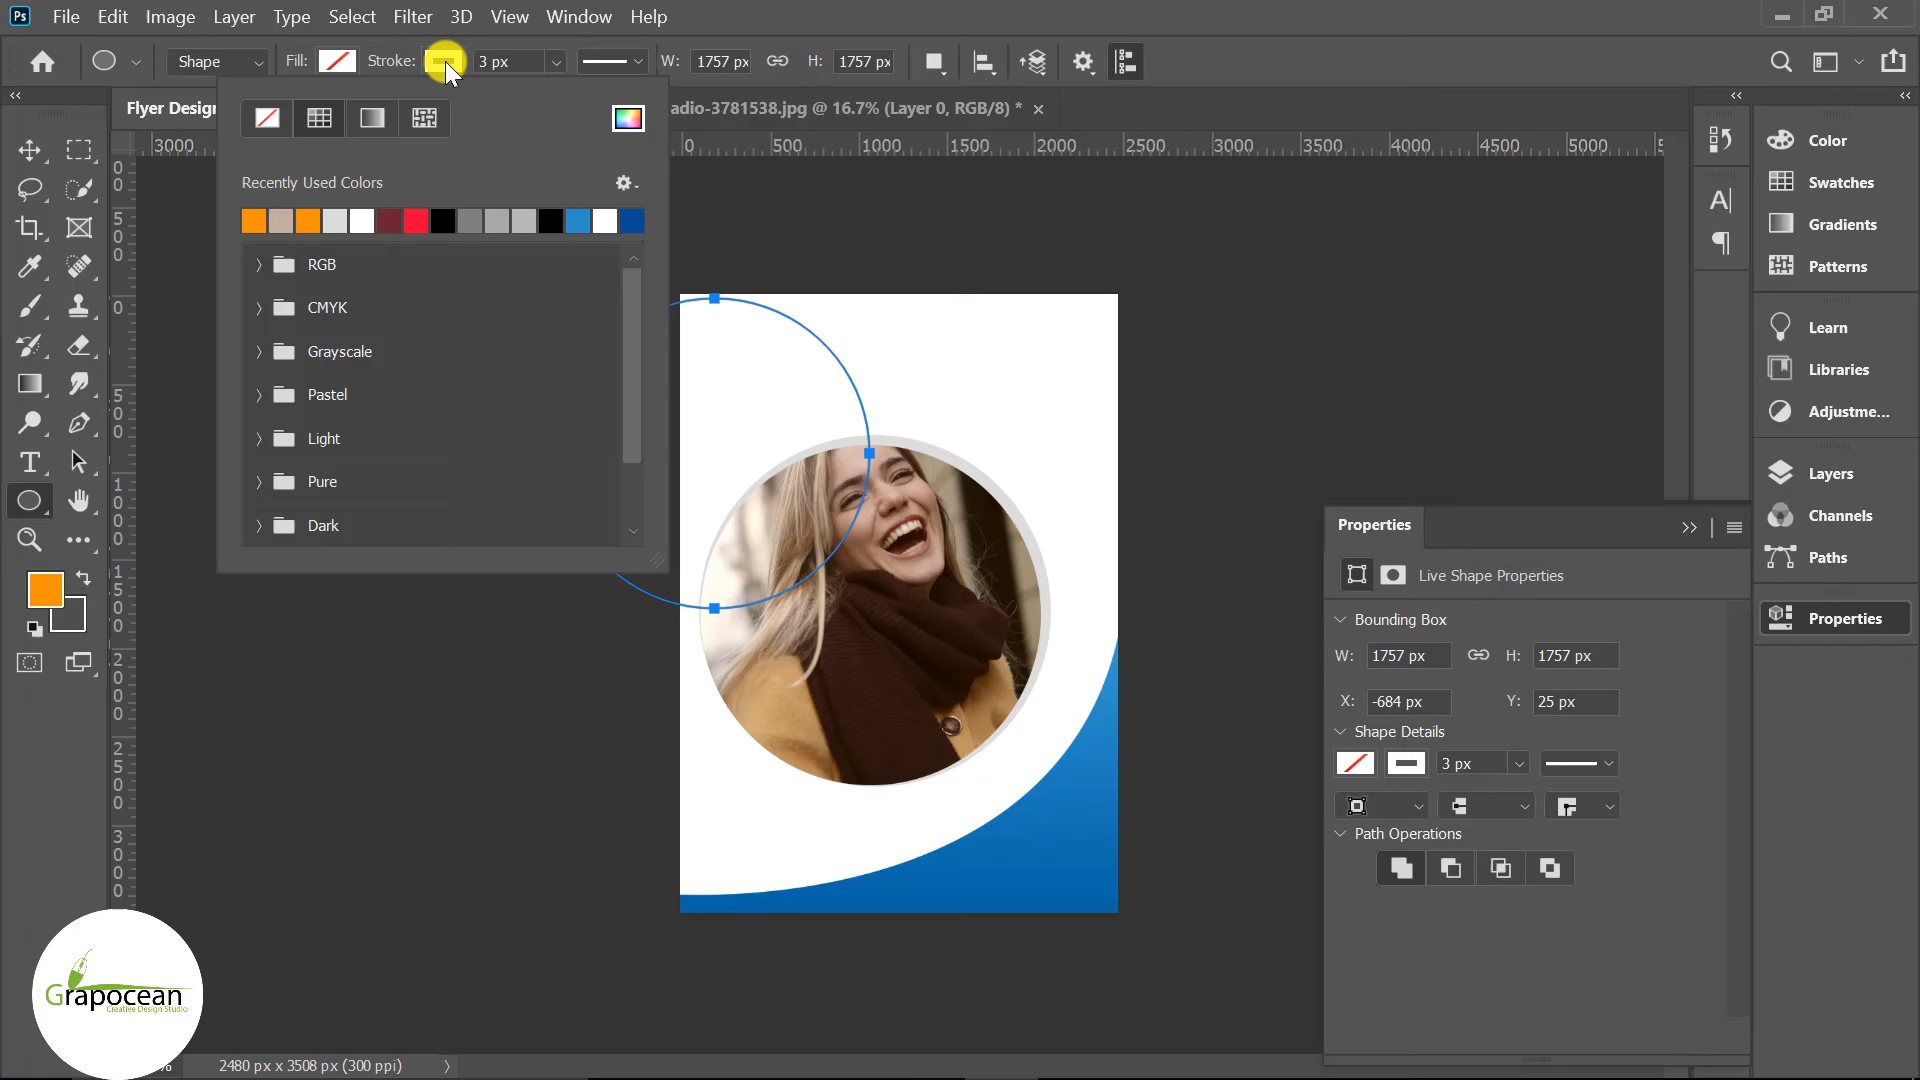 Ps File Edit Image Layer Type Select Filter 3D View Window Help
Shape Fill: Stroke: 3 px W: 1757 px H: 1757 px
Flyer Design
adio-3781538.jpg @ 16.7% (Layer 0, RGB/8) *
3000 0 500 1000 1500 2000 2500 3000 3500 4000 4500 5000
Recently Used Colors
RGB
CMYK
Grayscale
Pastel
Light
Pure
Dark
Color
Swatches
Gradients
Patterns
Learn
Libraries
Adjustme...
Layers
Channels
Paths
Properties
Properties
Live Shape Properties
Bounding Box
W: 1757 px H: 1757 px
X: -684 px Y: 25 px
Shape Details
3 px
Path Operations
Grapocean
Creative Design Studio
2480 px x 3508 px (300 ppi)